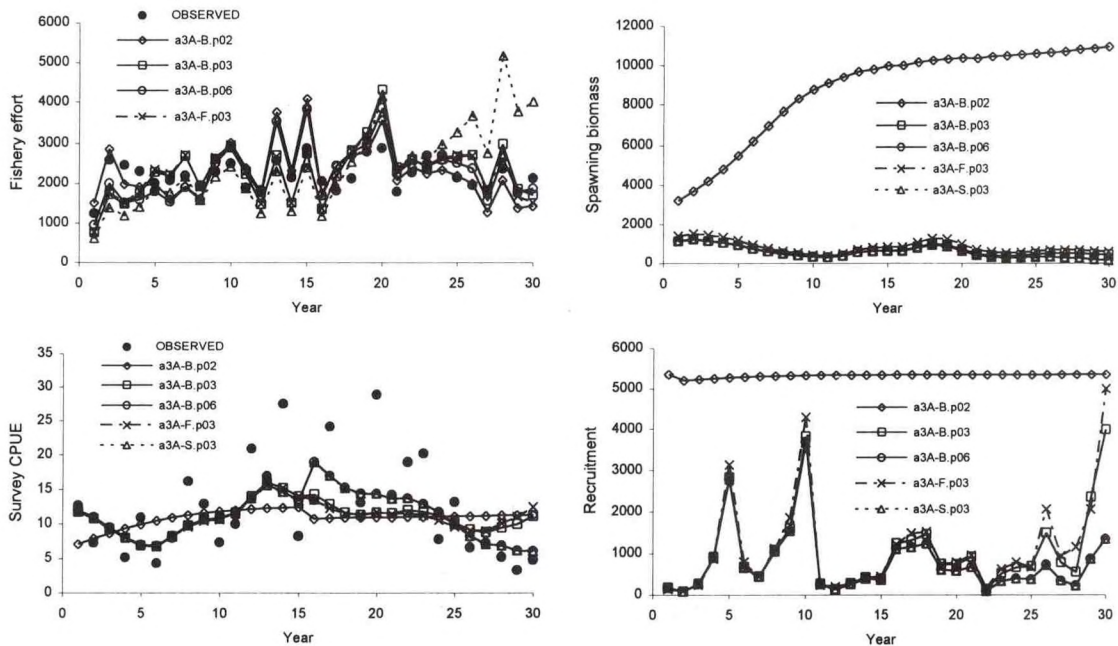 6000
5000
4000
3000
2000
1000
0
Fishery effort
OBSERVED
a3A-B.p02
a3A-B.p03
a3A-B.p06
a3A-F.p03
0 5 10 15 20 25 30
Year
12000
10000
8000
6000
4000
2000
0
Spawning biomass
a3A-B.p02
a3A-B.p03
a3A-B.p06
a3A-F.p03
a3A-S.p03
0 5 10 15 20 25 30
Year
35
30
25
20
15
10
5
0
Survey CPUE
OBSERVED
a3A-B.p02
a3A-B.p03
a3A-B.p06
a3A-F.p03
a3A-S.p03
0 5 10 15 20 25 30
Year
6000
5000
4000
3000
2000
1000
0
Recruitment
a3A-B.p02
a3A-B.p03
a3A-B.p06
a3A-F.p03
a3A-S.p03
0 5 10 15 20 25 30
Year